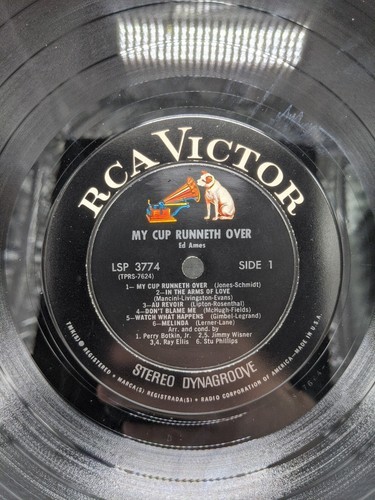 RCA VICTOR
MY CUP RUNNETH OVER
Ed Ames
LSP 3774
(TPRS-7624)
SIDE 1
1—MY CUP RUNNETH OVER (Jones-Schmidt)
2—IN THE ARMS OF LOVE
(Mancini-Livingston-Evans)
3—AU REVOIR (Lipton-Rosenthal)
4—DON'T BLAME ME (McHugh-Fields)
5—WATCH WHAT HAPPENS (Gimbel-Legrand)
6—MELINDA (Lerner-Lane)
Arr. and cond. by
1. Perry Botkin, Jr. 2, 5. Jimmy Wisner
3, 4. Ray Ellis 6. Stu Phillips
STEREO DYNAGROOVE
TMK(S) ® REGISTERED • MARCA(S) REGISTRADA(S) • RADIO CORPORATION OF AMERICA—MADE IN U.S.A.